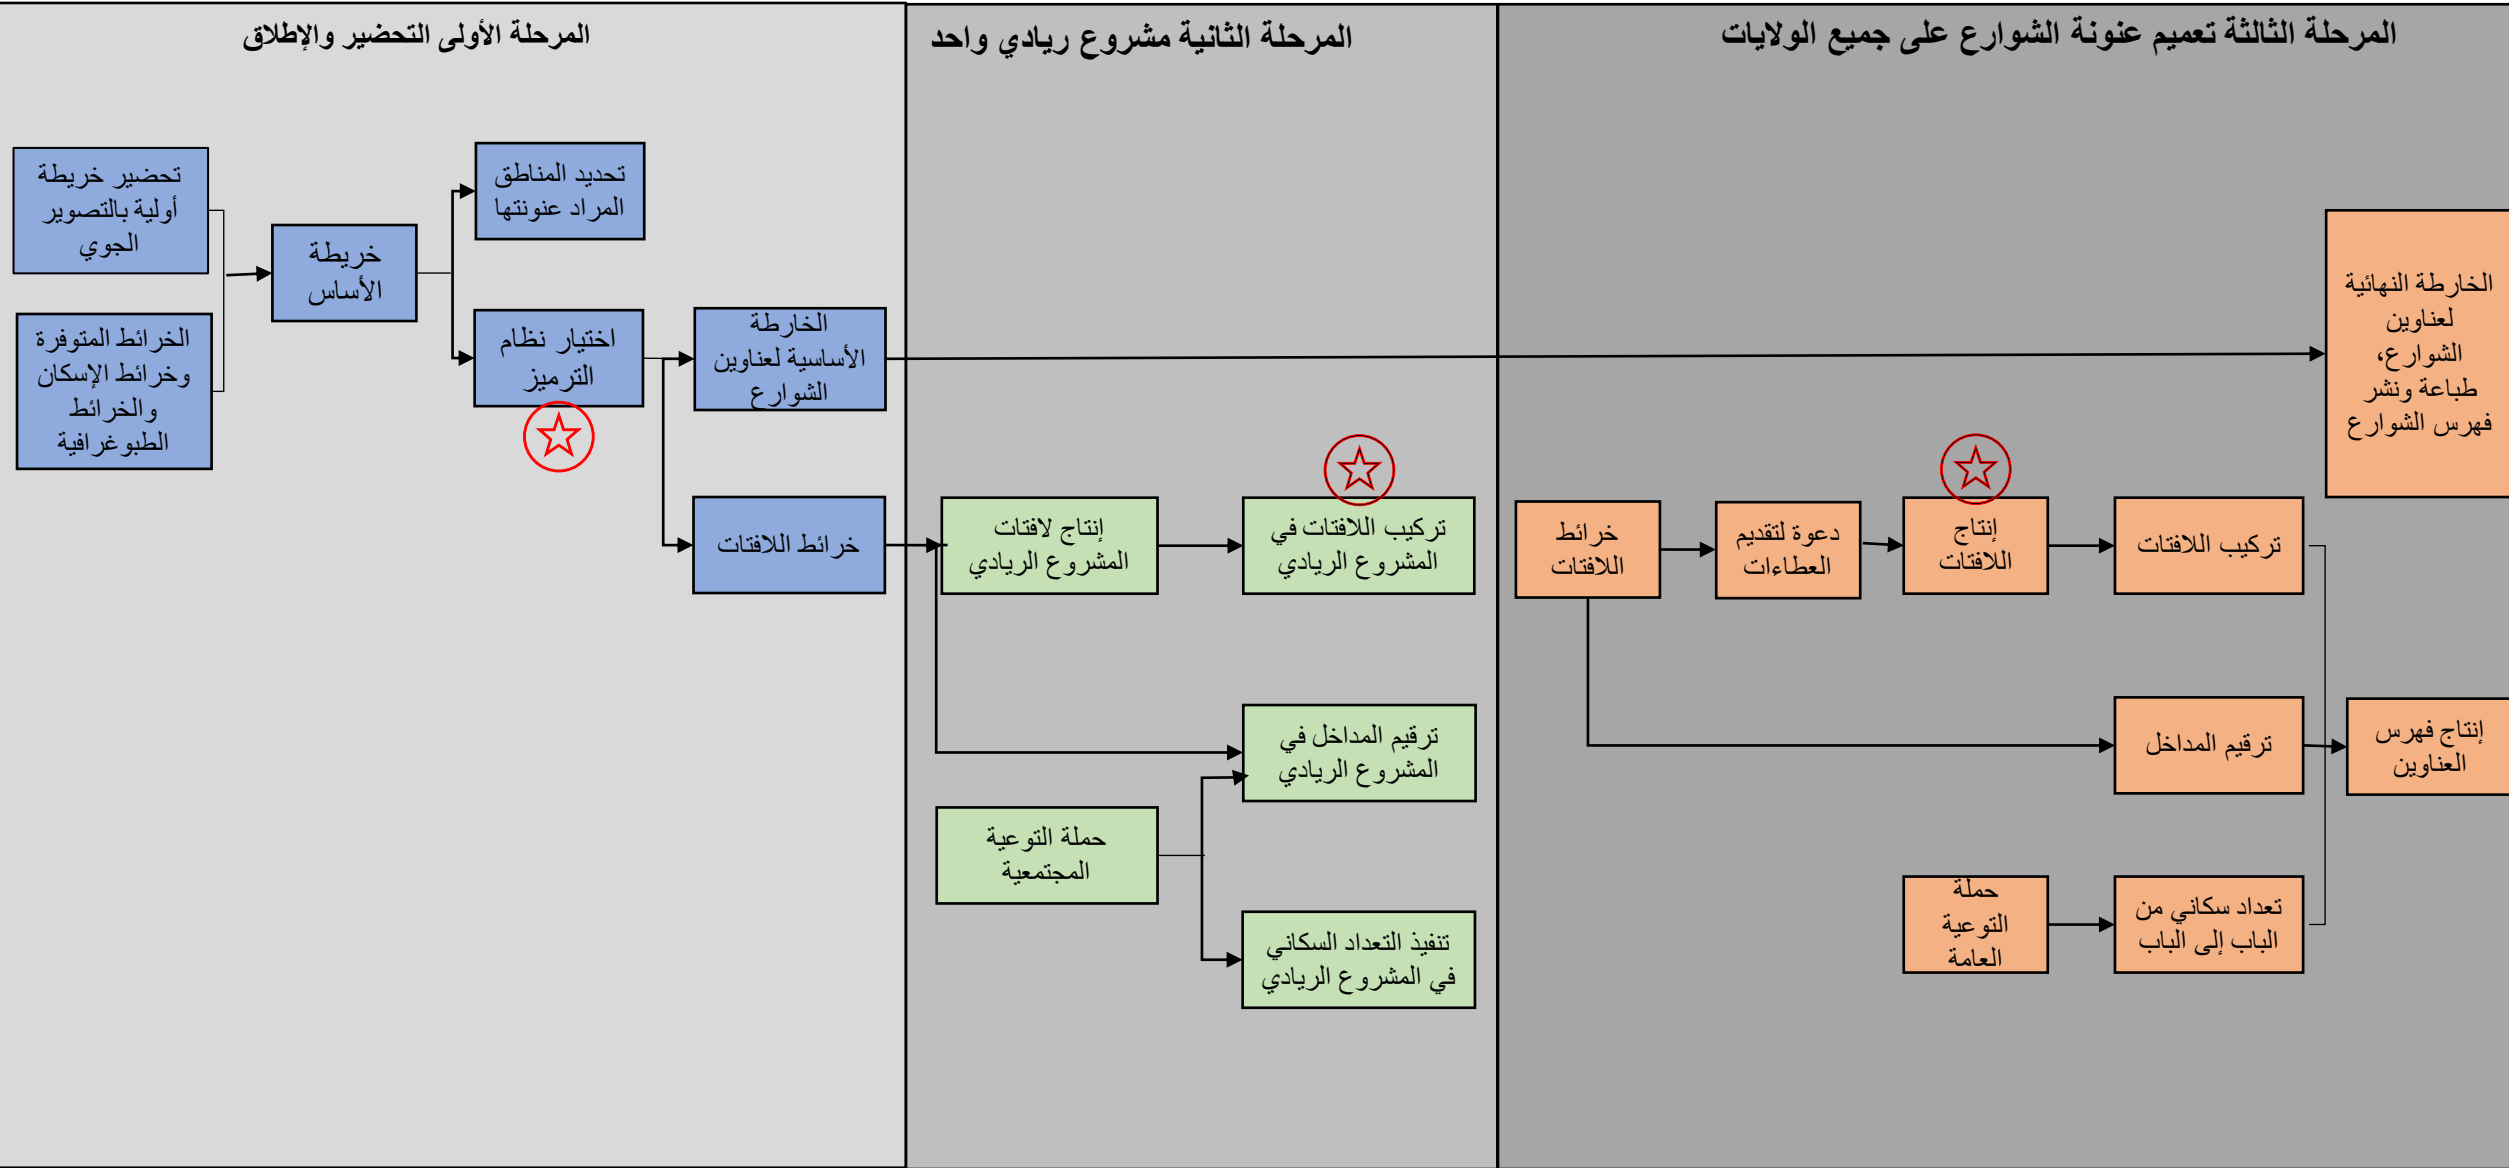 المرحلة الأولى التحضير والإطلاق
المرحلة الثانية مشروع ريادي واحد
المرحلة الثالثة تعميم عنونة الشوارع على جميع الولايات
تحضير خريطة
أولية بالتصوير
الجوي
الخرائط المتوفرة
وخرائط الإسكان
والخرائط
الطبوغرافية
خريطة
الأساس
تحديد المناطق
المراد عنونتها
اختيار نظام
الترميز
الخارطة
الأساسية لعناوين
الشوارع
خرائط اللافتات
إنتاج لافتات
المشروع الريادي
تركيب اللافتات في
المشروع الريادي
ترقيم المداخل في
المشروع الريادي
حملة التوعية
المجتمعية
تنفيذ التعداد السكاني
في المشروع الريادي
خرائط
اللافتات
دعوة لتقديم
العطاءات
إنتاج
اللافتات
تركيب اللافتات
ترقيم المداخل
حملة
التوعية
العامة
تعداد سكاني من
الباب إلى الباب
الخارطة النهائية
لعناوين
الشوارع،
طباعة ونشر
فهرس الشوارع
إنتاج فهرس
العناوين